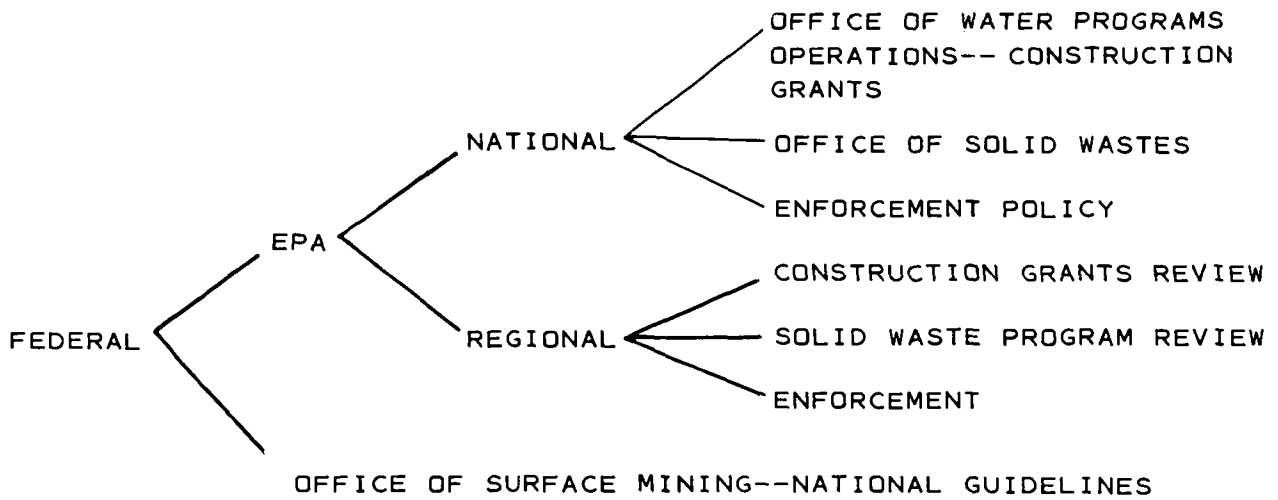 OFFICE OF WATER PROGRAMS
OPERATIONS-- CONSTRUCTION
GRANTS
NATIONAL
OFFICE OF SOLID WASTES
ENFORCEMENT POLICY
EPA
CONSTRUCTION GRANTS REVIEW
FEDERAL
REGIONAL
SOLID WASTE PROGRAM REVIEW
ENFORCEMENT
OFFICE OF SURFACE MINING--NATIONAL GUIDELINES